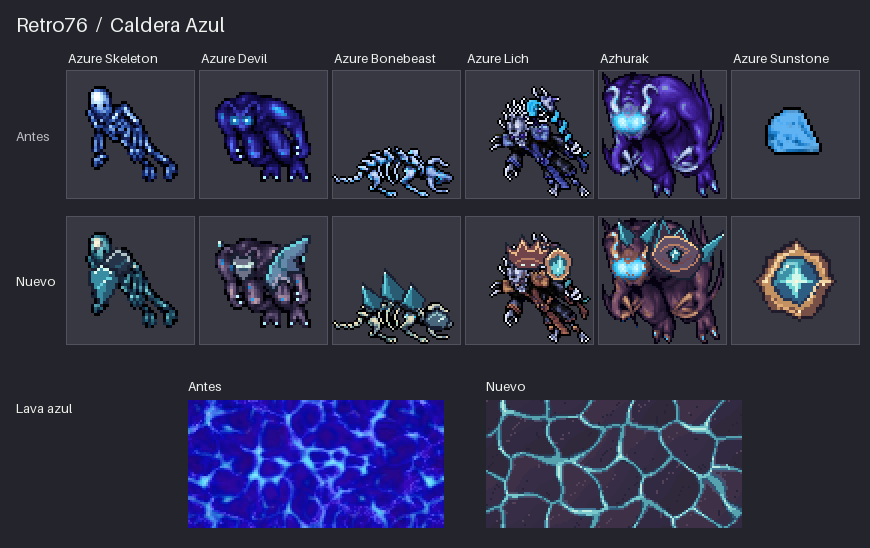 Retro76 / Caldera Azul
Azure Skeleton
Azure Devil
Azure Bonebeast
Azure Lich
Azhurak
Azure Sunstone
Antes
Nuevo
Antes
Nuevo
Lava azul